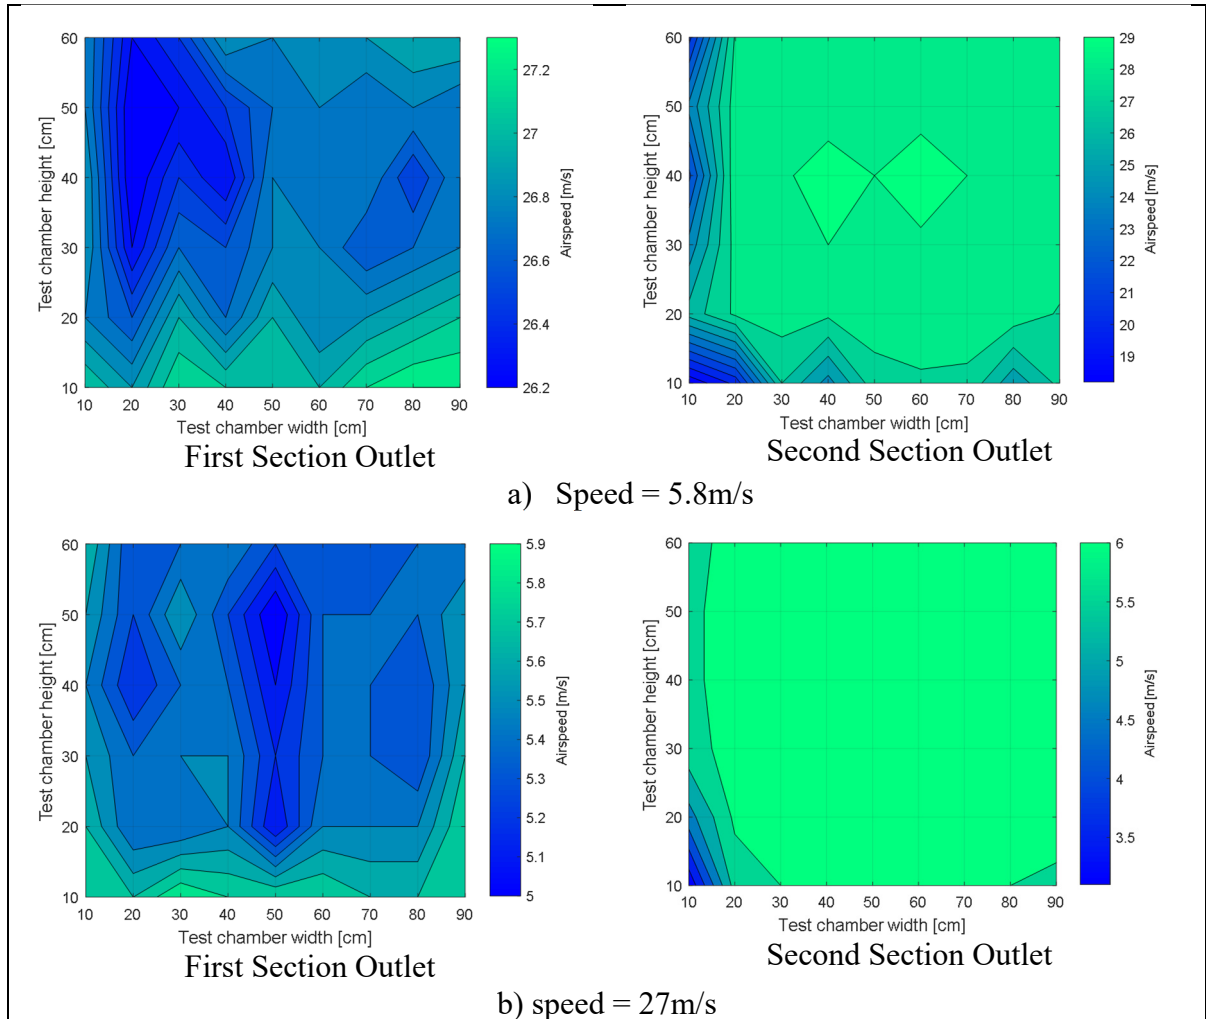 60
50
40
30
20
10
Test chamber height [cm]
10 20 30 40 50 60 70 80 90
Test chamber width [cm]
27.2
27
26.8
26.6
26.4
26.2
Airspeed [m/s]
First Section Outlet
60
50
40
30
20
10
Test chamber height [cm]
10 20 30 40 50 60 70 80 90
Test chamber width [cm]
29
28
27
26
25
24
23
22
21
20
19
Airspeed [m/s]
Second Section Outlet
a) Speed = 5.8m/s
60
50
40
30
20
10
Test chamber height [cm]
10 20 30 40 50 60 70 80 90
Test chamber width [cm]
5.9
5.8
5.7
5.6
5.5
5.4
5.3
5.2
5.1
5
Airspeed [m/s]
First Section Outlet
60
50
40
30
20
10
Test chamber height [cm]
10 20 30 40 50 60 70 80 90
Test chamber width [cm]
6
5.5
5
4.5
4
3.5
Airspeed [m/s]
Second Section Outlet
b) speed = 27m/s